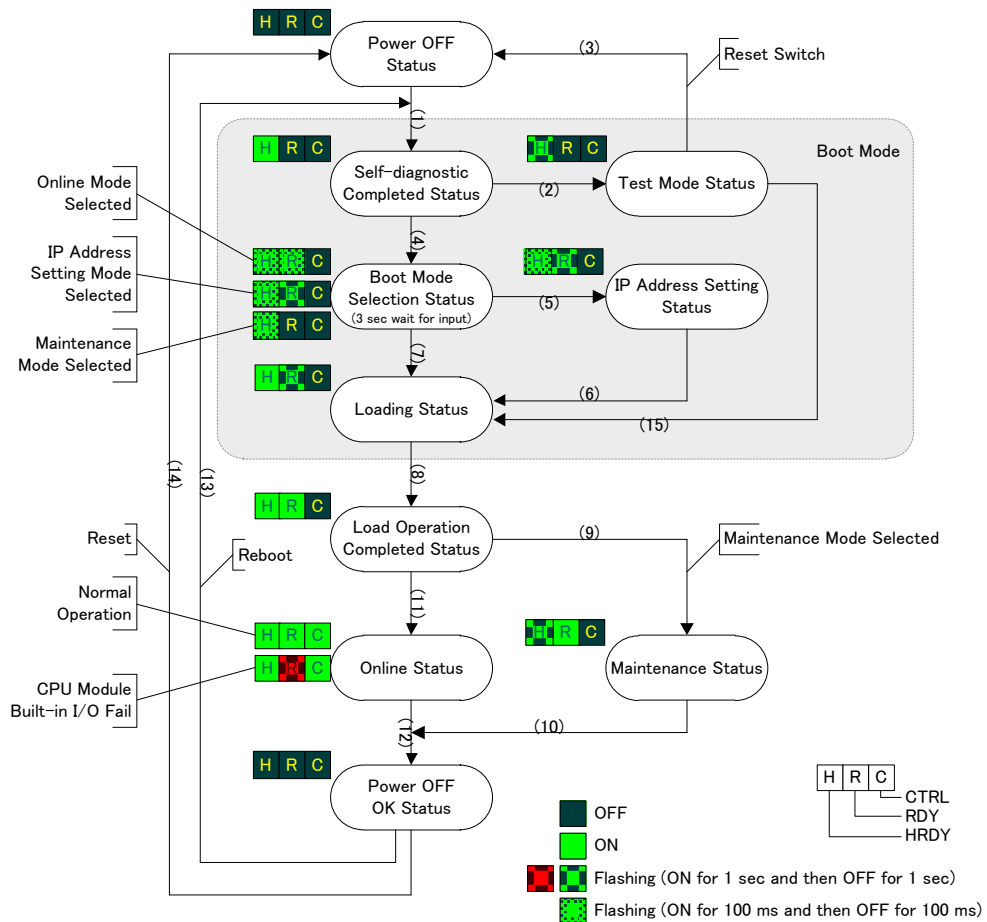 H R C
Power OFF
Status
(3)
Reset Switch
(1)
Boot Mode
H R C
Self-diagnostic
Completed Status
(2)
H R C
Test Mode Status
Online Mode
Selected
(4)
IP Address
Setting Mode
Selected
H R C
H R C
H R C
Boot Mode
Selection Status
(3 sec wait for input)
(5)
H R C
IP Address Setting
Status
Maintenance
Mode Selected
(7)
H R C
Loading Status
(6)
(15)
(14)
(13)
(8)
H R C
Load Operation
Completed Status
(9)
Maintenance Mode Selected
Reset
Reboot
Normal
Operation
(11)
H R C
H R C
Online Status
H R C
Maintenance Status
CPU Module
Built-in I/O Fail
(12)
(10)
H R C
Power OFF
OK Status
H R C
CTRL
RDY
HRDY
OFF
ON
Flashing (ON for 1 sec and then OFF for 1 sec)
Flashing (ON for 100 ms and then OFF for 100 ms)